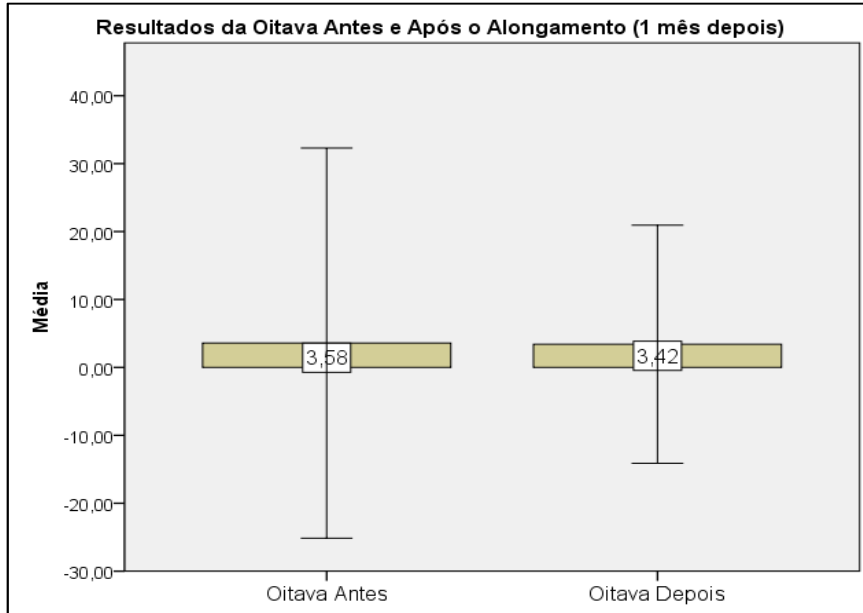 Resultados da Oitava Antes e Após o Alongamento (1 mês depois)
Média
40,00
30,00
20,00
10,00
0,00
-10,00
-20,00
-30,00
3,58
3,42
Oitava Antes
Oitava Depois